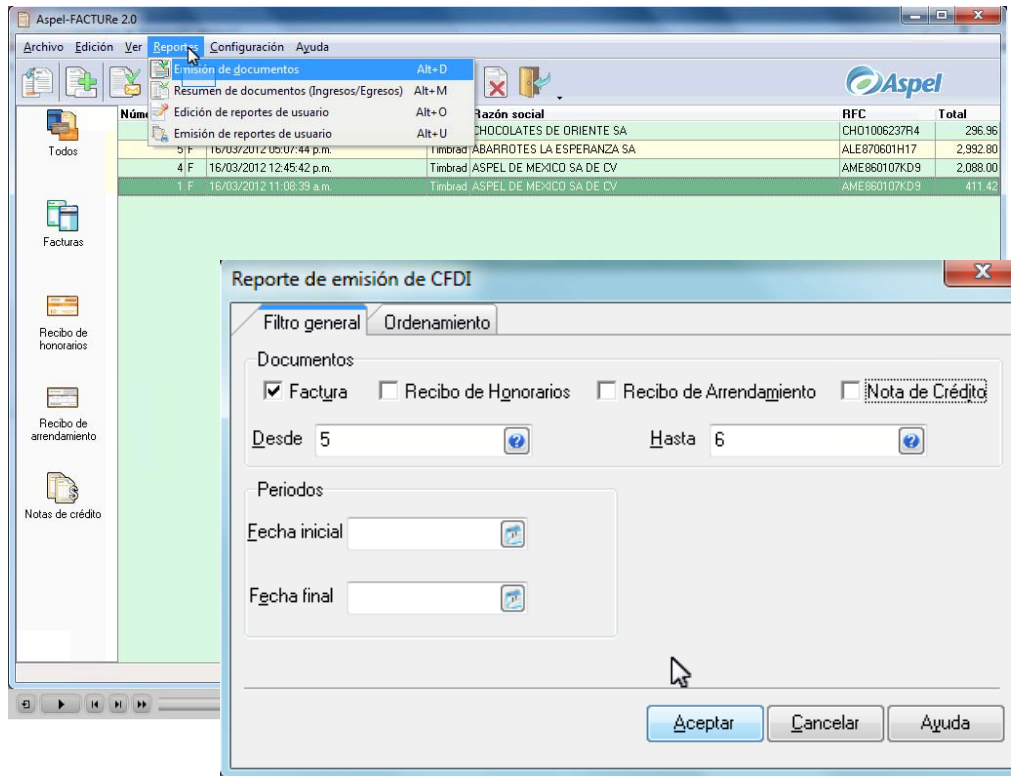 Aspel-FACTURe 2.0
Archivo Edición Ver Reportes Configuración Ayuda
Emisión de documentos Alt+D
Resumen de documentos (Ingresos/Egresos) Alt+M
Edición de reportes de usuario Alt+O
Emisión de reportes de usuario Alt+U
Aspel
Razón social RFC Total
CHOCOLATES DE ORIENTE SA CHO1006237R4 296.96
5 F 16/03/2012 05:07:44 p.m. Timbrad ABARROTES LA ESPERANZA SA ALE870601H17 2,992.80
4 F 16/03/2012 12:45:42 p.m. Timbrad ASPEL DE MEXICO SA DE CV AME860107KD9 2,088.00
1 F 16/03/2012 11:08:39 a.m. Timbrad ASPEL DE MEXICO SA DE CV AME860107KD9 411.42
Todos
Facturas
Recibo de
honorarios
Recibo de
arrendamiento
Notas de crédito
Reporte de emisión de CFDI
Filtro general Ordenamiento
Documentos
Factura Recibo de Honorarios Recibo de Arrendamiento Nota de Crédito
Desde 5 Hasta 6
Periodos
Fecha inicial
Fecha final
Aceptar Cancelar Ayuda